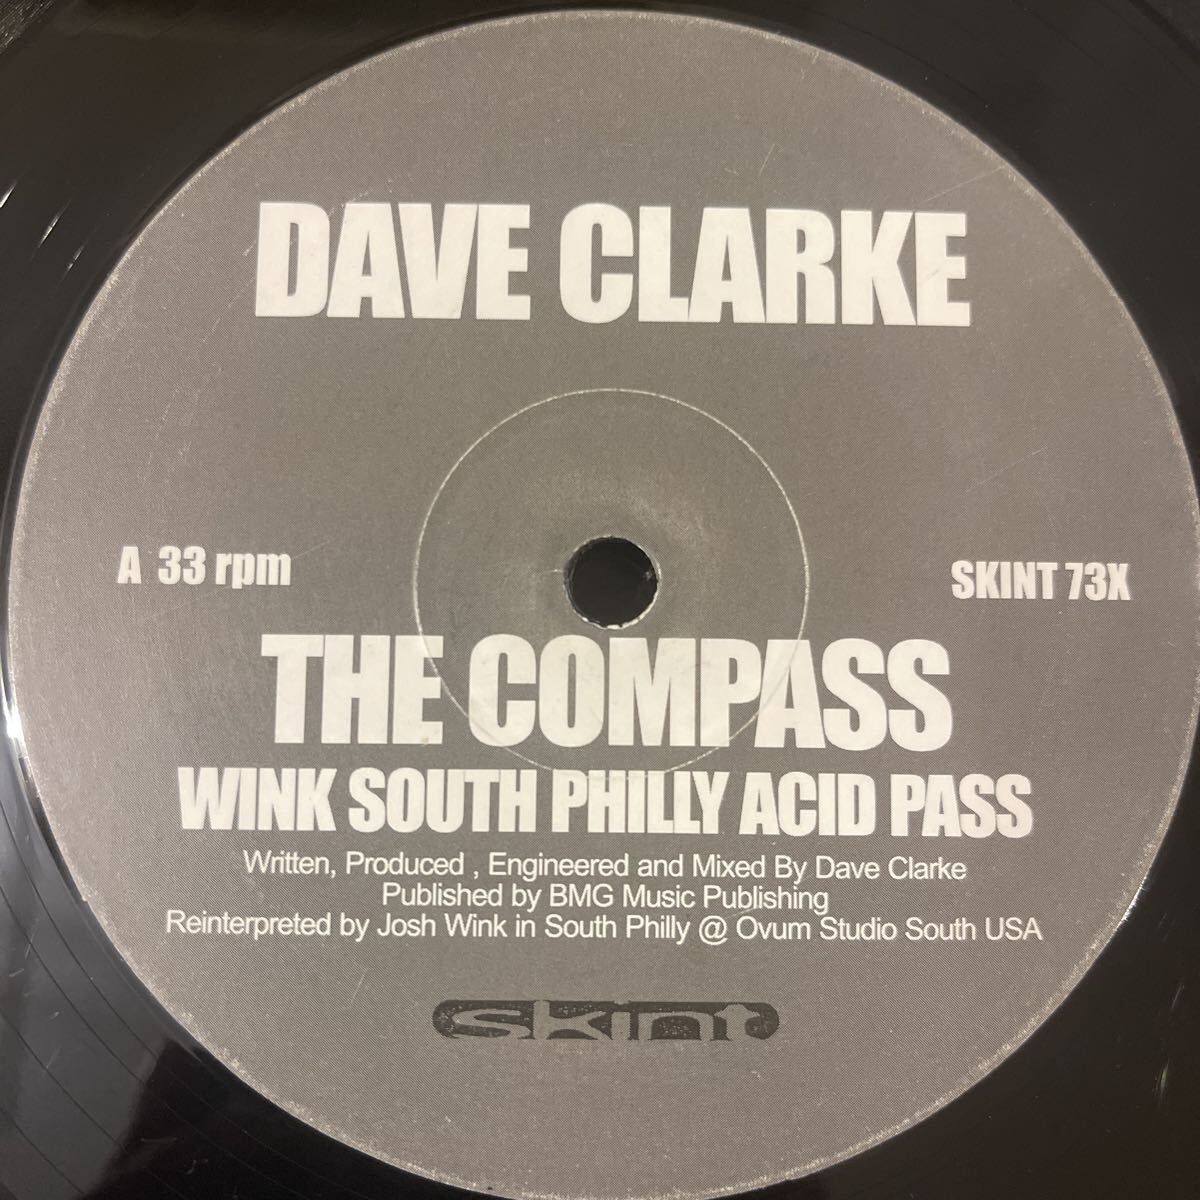 DAVE CLARKE
A 33 rpm
SKINT 73X
THE COMPASS
WINK SOUTH PHILLY ACID PASS
Written, Produced , Engineered and Mixed By Dave Clarke
Published by BMG Music Publishing
Reinterpreted by Josh Wink in South Philly @ Ovum Studio South USA
skint